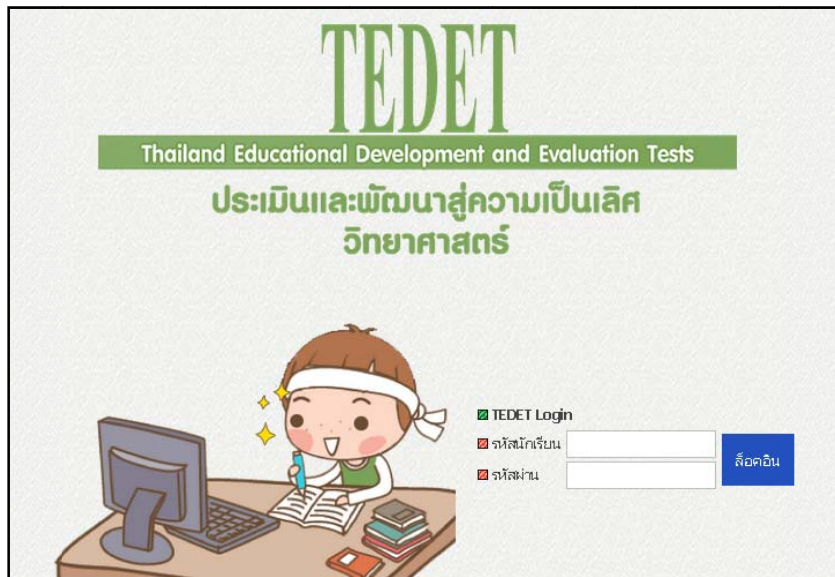 TEDET
Thailand Educational Development and Evaluation Tests
ประเมินและพัฒนาสู่ความเป็นเลิศ
วิทยาศาสตร์
TEDET Login
รหัสนักเรียน
ล็อคอิน
รหัสผ่าน